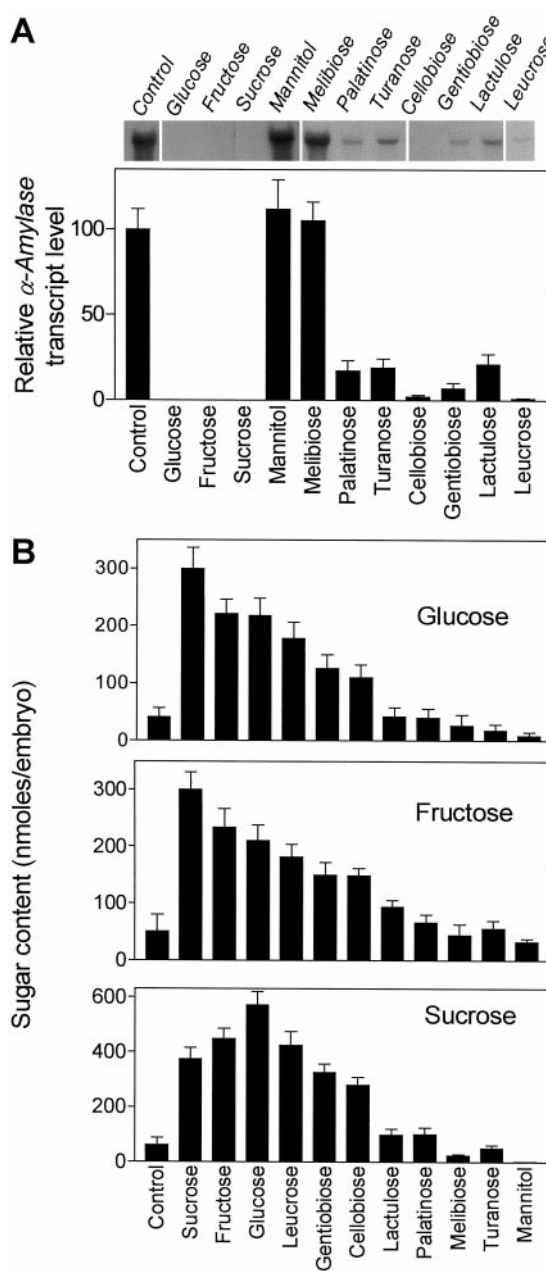 A
Control
Glucose
Fructose
Sucrose
Mannitol
Melibiose
Palatinose
Turanose
Cellobiose
Gentiobiose
Lactulose
Leucrose
Relative α-Amylase
transcript level
100
50
0
Control
Glucose
Fructose
Sucrose
Mannitol
Melibiose
Palatinose
Turanose
Cellobiose
Gentiobiose
Lactulose
Leucrose
B
Sugar content (nmoles/embryo)
300
200
100
0
Glucose
300
200
100
0
Fructose
600
400
200
0
Sucrose
Control
Sucrose
Fructose
Glucose
Leucrose
Gentiobiose
Cellobiose
Lactulose
Palatinose
Melibiose
Turanose
Mannitol